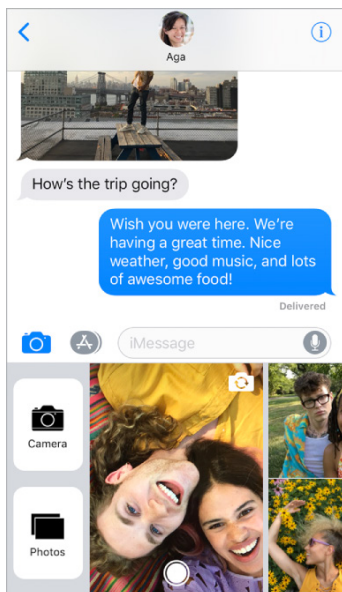 Aga
How's the trip going?
Wish you were here. We're
having a great time. Nice
weather, good music, and lots
of awesome food!
Delivered
iMessage
Camera
Photos